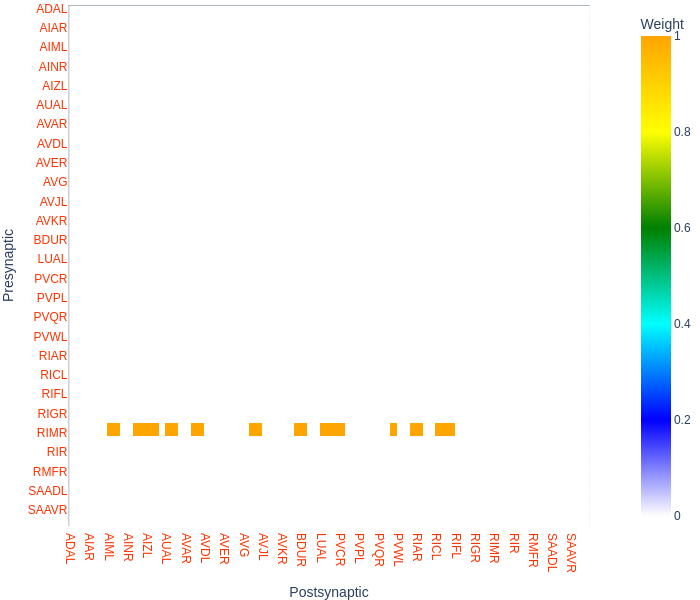 Weight
1
0.8
0.6
0.4
0.2
0
Presynaptic
ADAL
AIAR
AIML
AINR
AIZL
AUAL
AVAR
AVDL
AVER
AVG
AVJL
AVKR
BDUR
LUAL
PVCR
PVPL
PVQR
PVWL
RIAR
RICL
RIFL
RIGR
RIMR
RIR
RMFR
SAADL
SAAVR
ADAL
AIAR
AIML
AINR
AIZL
AUAL
AVAR
AVDL
AVER
AVG
AVJL
AVKR
BDUR
LUAL
PVCR
PVPL
PVQR
PVWL
RIAR
RICL
RIFL
RIGR
RIMR
RIR
RMFR
SAADL
SAAVR
Postsynaptic